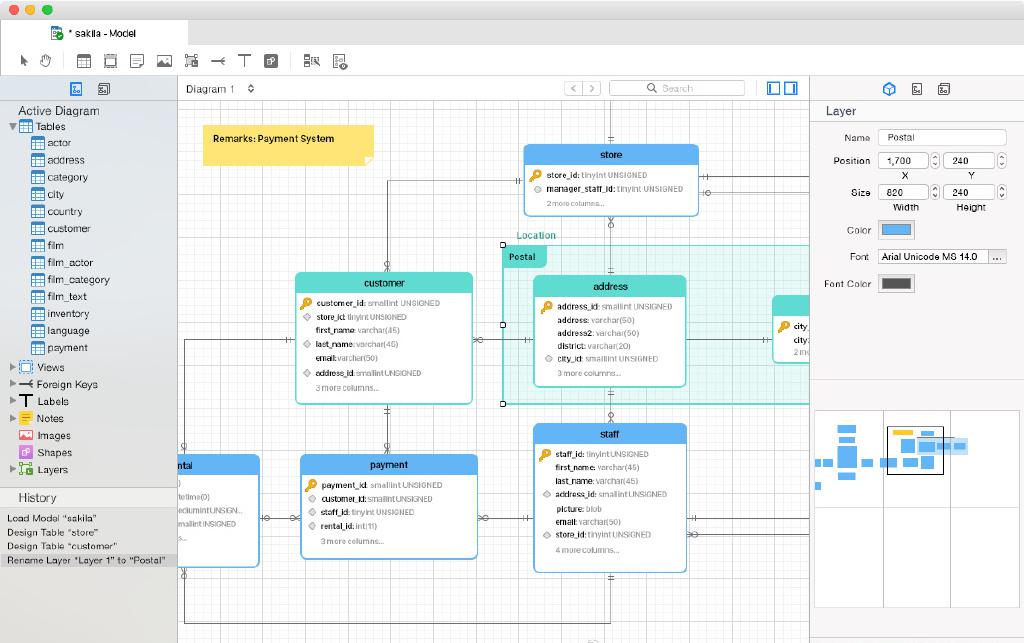 * sakila - Model
Diagram 1
Search
Active Diagram
Tables
actor
address
category
city
country
customer
film
film_actor
film_category
film_text
inventory
language
payment
Views
Foreign Keys
Labels
Notes
Images
Shapes
Layers
History
Load Model “sakila”
Design Table “store”
Design Table “customer”
Rename Layer “Layer 1” to “Postal”
Remarks: Payment System
store
store_id: tinyint UNSIGNED
manager_staff_id: tinyint UNSIGNED
2 more columns...
Location
Postal
customer
customer_id: smallint UNSIGNED
store_id: tinyint UNSIGNED
first_name: varchar(45)
last_name: varchar(45)
email: varchar(50)
address_id: smallint UNSIGNED
3 more columns...
address
address_id: smallint UNSIGNED
address: varchar(50)
address2: varchar(50)
district: varchar(20)
city_id: smallint UNSIGNED
3 more columns...
city_
city:
2 mo
ntal
etime(0)
ediumint UNSIGN...
mallint UNSIGNED
s...
payment
payment_id: smallint UNSIGNED
customer_id: smallint UNSIGNED
staff_id: tinyint UNSIGNED
rental_id: int(11)
3 more columns...
staff
staff_id: tinyint UNSIGNED
first_name: varchar(45)
last_name: varchar(45)
address_id: smallint UNSIGNED
picture: blob
email: varchar(50)
store_id: tinyint UNSIGNED
4 more columns...
Layer
Name Postal
Position 1,700 240
X Y
Size 820 240
Width Height
Color
Font Arial Unicode MS 14.0 ...
Font Color